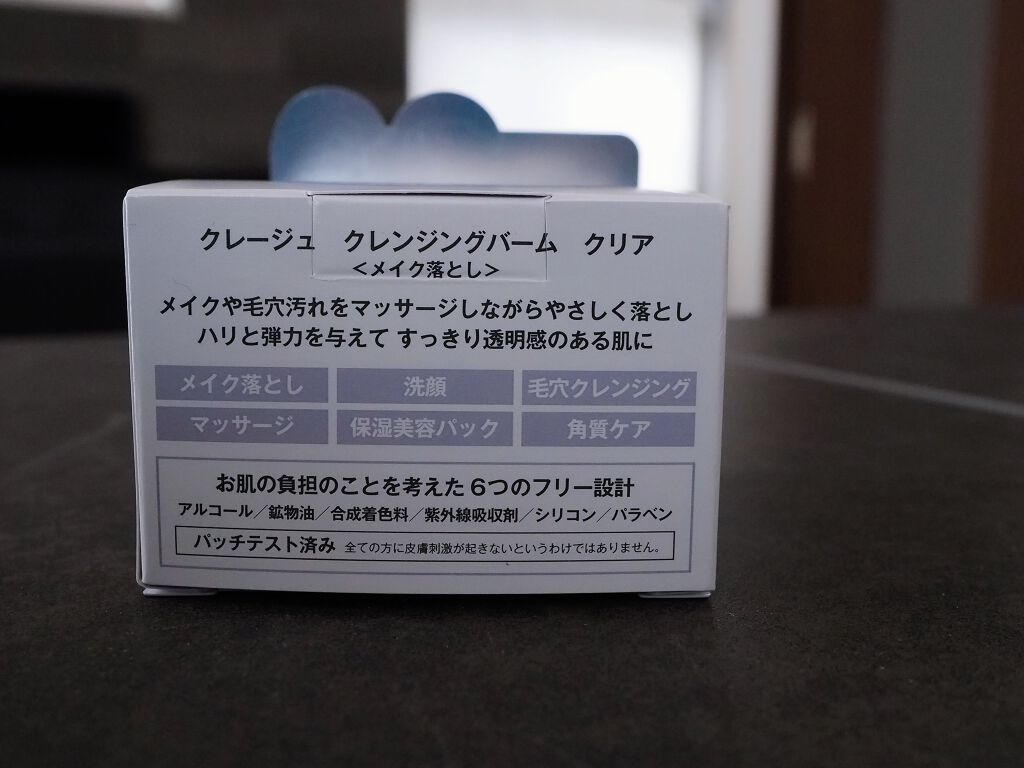 クレージュ　クレンジングバーム　クリア
＜メイク落とし＞
メイクや毛穴汚れをマッサージしながらやさしく落とし
ハリと弾力を与えて すっきり透明感のある肌に
メイク落とし 洗顔 毛穴クレンジング
マッサージ 保湿美容パック 角質ケア
お肌の負担のことを考えた 6つのフリー設計
アルコール／鉱物油／合成着色料／紫外線吸収剤／シリコン／パラベン
パッチテスト済み 全ての方に皮膚刺激が起きないというわけではありません。